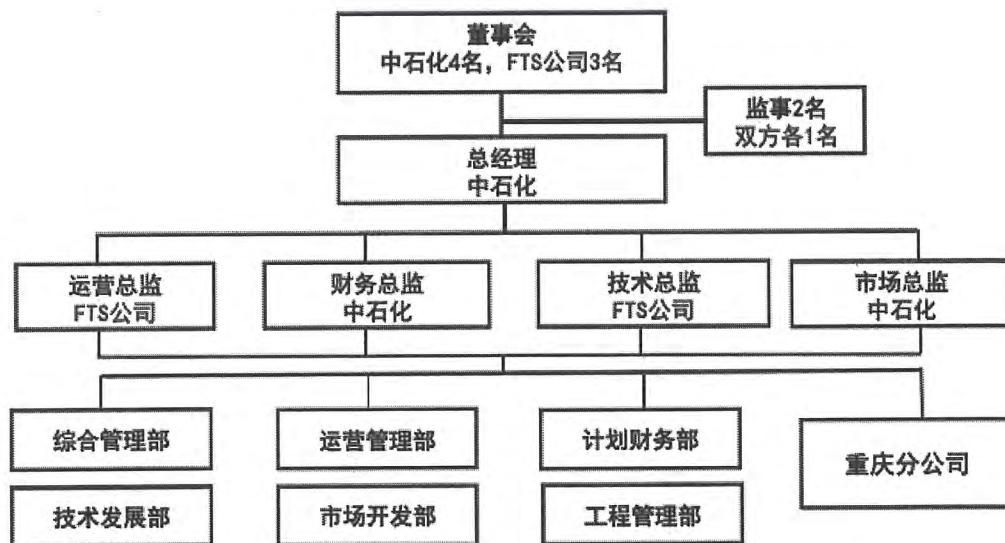 董事会
中石化4名，FTS公司3名
监事2名
双方各1名
总经理
中石化
运营总监
FTS公司
财务总监
中石化
技术总监
FTS公司
市场总监
中石化
综合管理部
运营管理部
计划财务部
重庆分公司
技术发展部
市场开发部
工程管理部